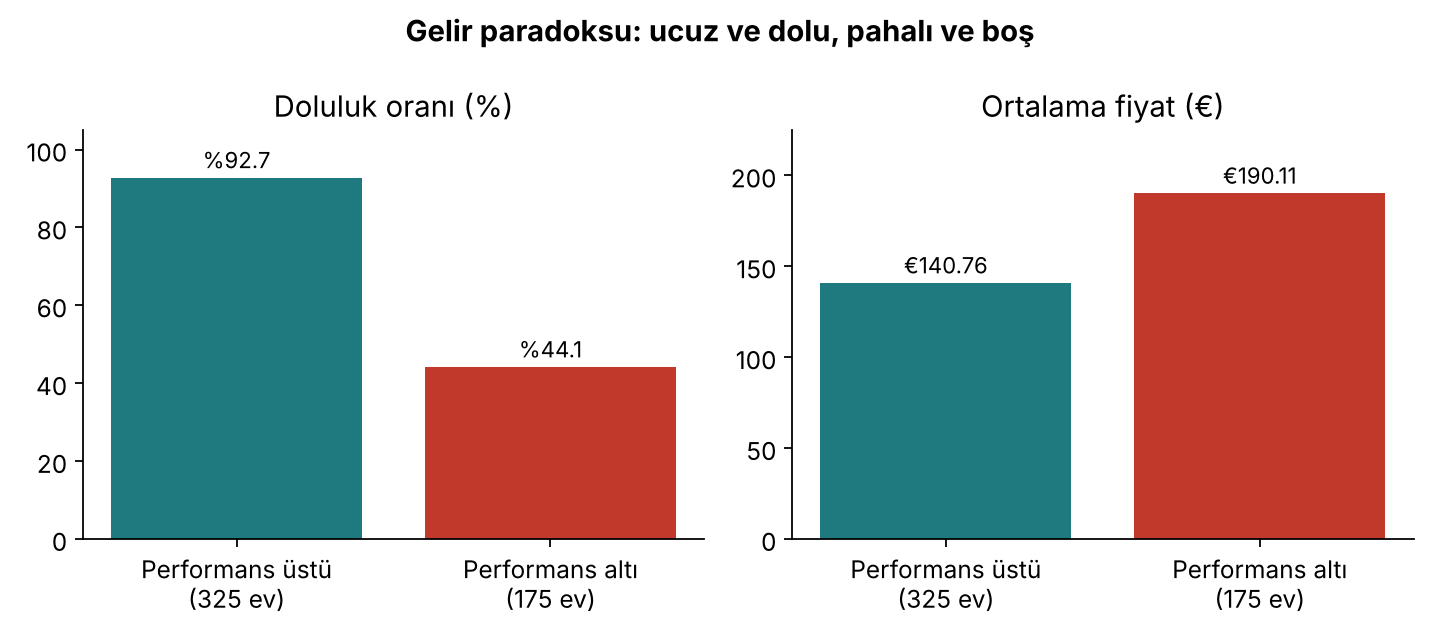 Gelir paradoksu: ucuz ve dolu, pahalı ve boş
Doluluk oranı (%)
100
80
60
40
20
0
%92.7
%44.1
Performans üstü
(325 ev)
Performans altı
(175 ev)
Ortalama fiyat (€)
200
150
100
50
0
€140.76
€190.11
Performans üstü
(325 ev)
Performans altı
(175 ev)